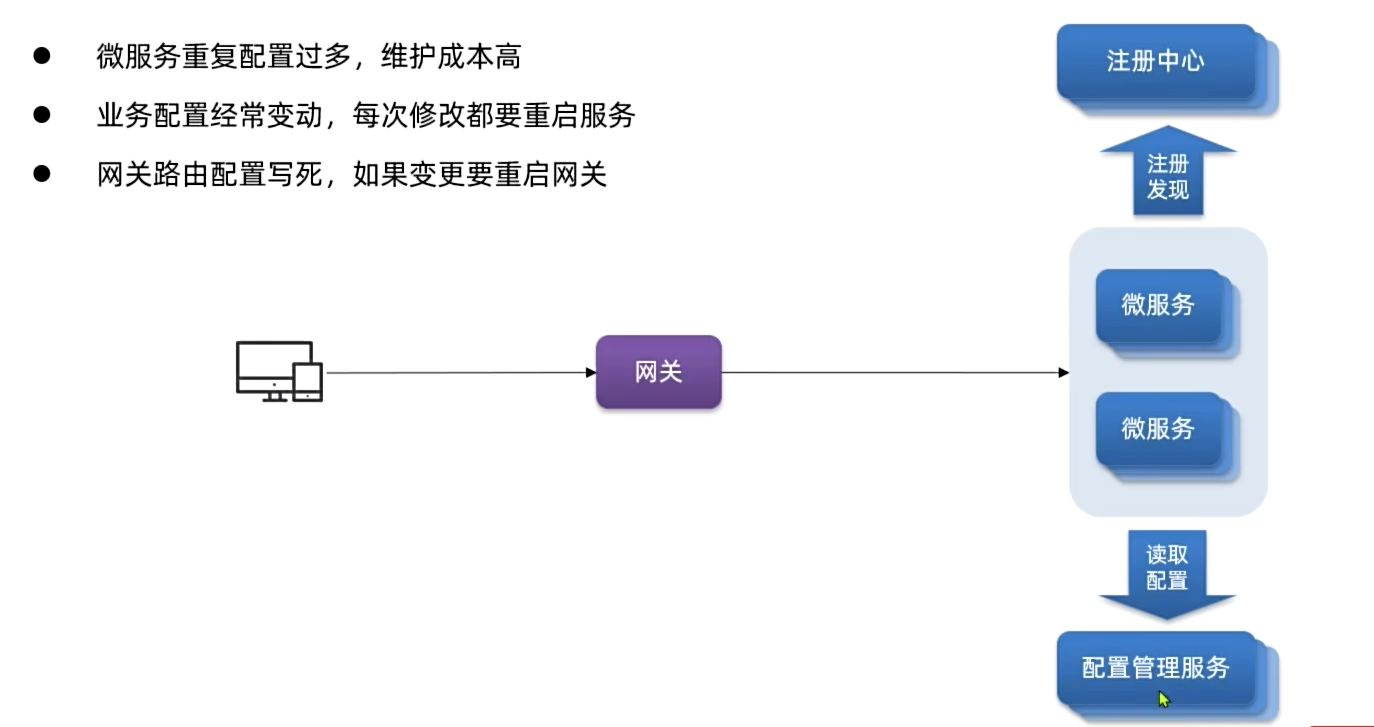 微服务重复配置过多，维护成本高
业务配置经常变动，每次修改都要重启服务
网关路由配置写死，如果变更要重启网关
注册中心
注册
发现
微服务
网关
微服务
读取
配置
配置管理服务